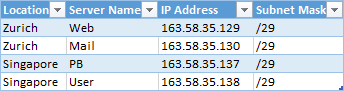 Location Server Name IP Address Subnet Mask
Zurich Web 163.58.35.129 /29
Zurich Mail 163.58.35.130 /29
Singapore PB 163.58.35.137 /29
Singapore User 163.58.35.138 /29